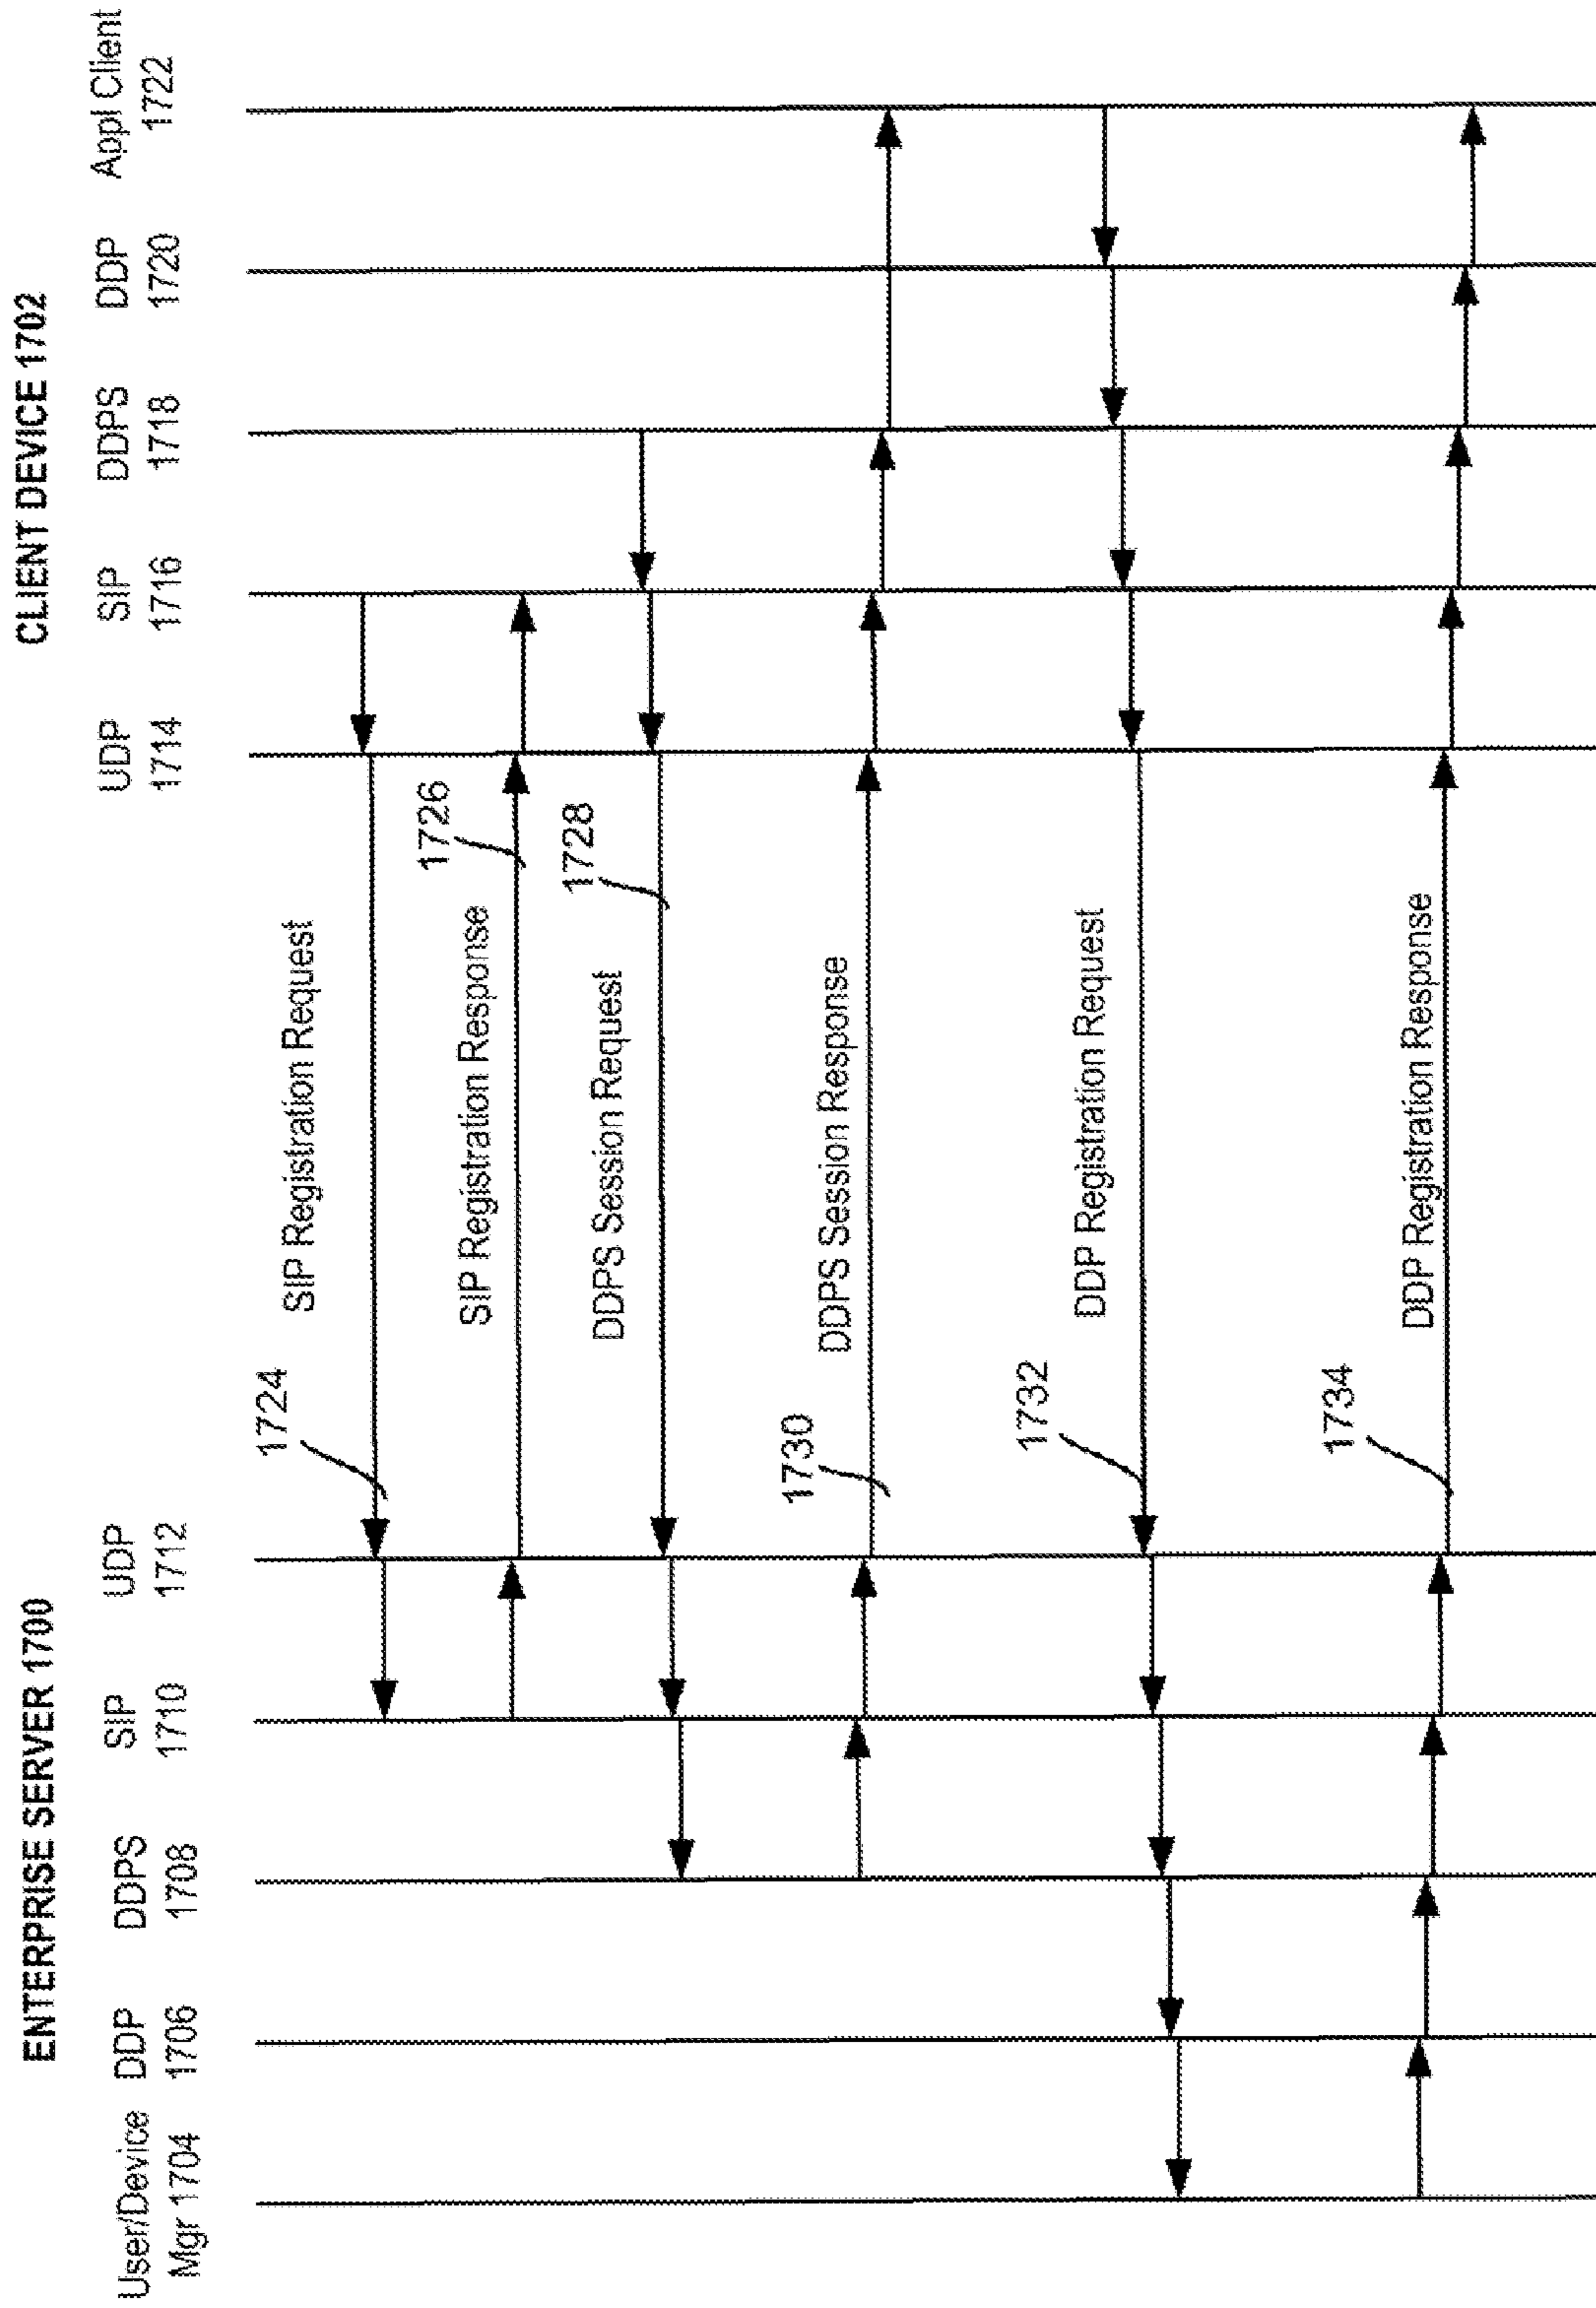 ENTERPRISE SERVER 1700
CLIENT DEVICE 1702
User/Device
Mgr 1704
DDP
1706
DDPS
1708
SIP
1710
UDP
1712
UDP
1714
SIP
1716
DDPS
1718
DDP
1720
Appl Client
1722
1724
SIP Registration Request
1726
SIP Registration Response
1728
DDPS Session Request
1730
DDPS Session Response
1732
DDP Registration Request
1734
DDP Registration Response